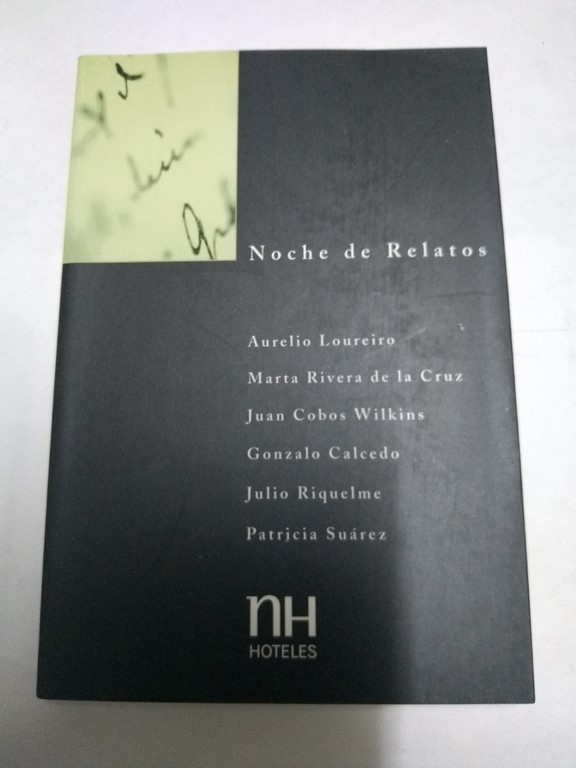 Noche de Relatos
Aurelio Loureiro
Marta Rivera de la Cruz
Juan Cobos Wilkins
Gonzalo Calcedo
Julio Riquelme
Patricia Suárez
nH
HOTELES